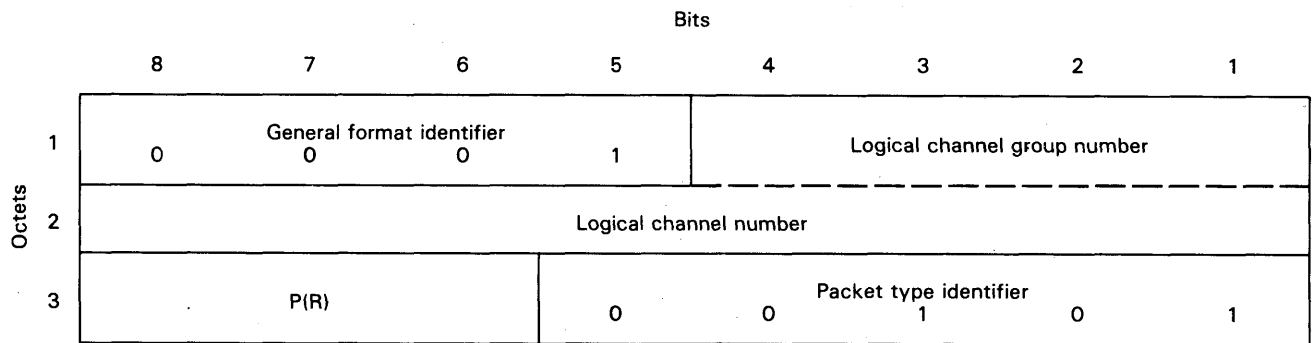 Bits
8 7 6 5 4 3 2 1
Octets
1
General format identifier
0 0 0 1
Logical channel group number
2
Logical channel number
3
P(R)
Packet type identifier
0 0 1 0 1